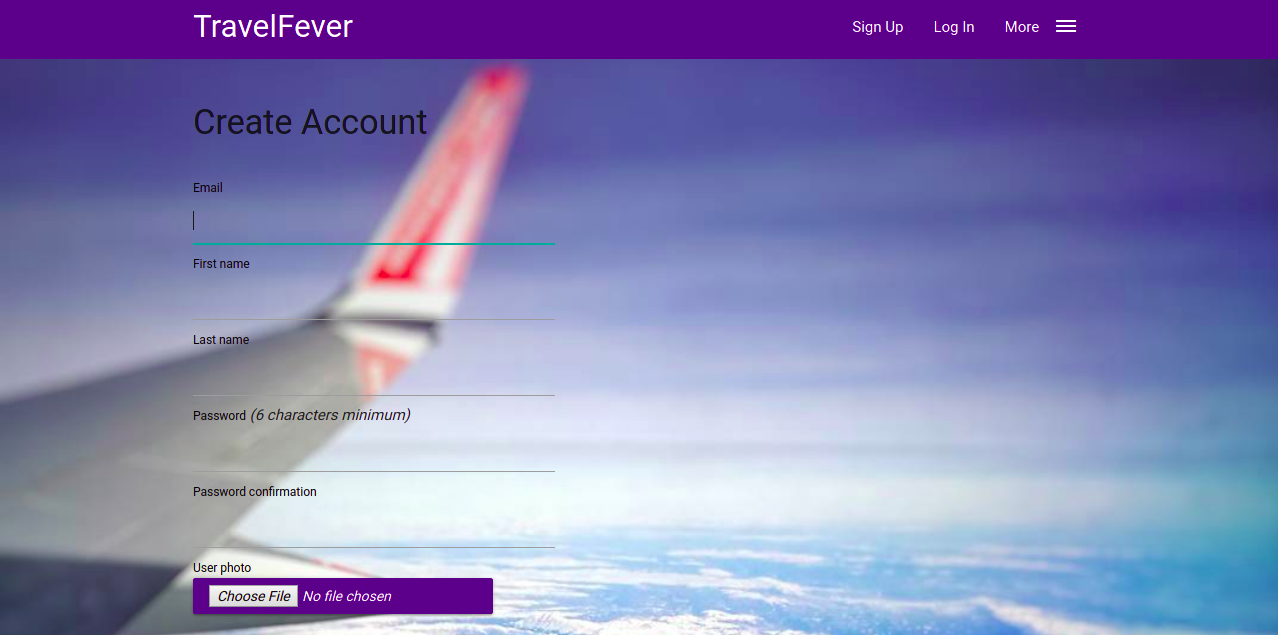 TravelFever
Sign Up Log In More
Create Account
Email
First name
Last name
Password (6 characters minimum)
Password confirmation
User photo
Choose File No file chosen